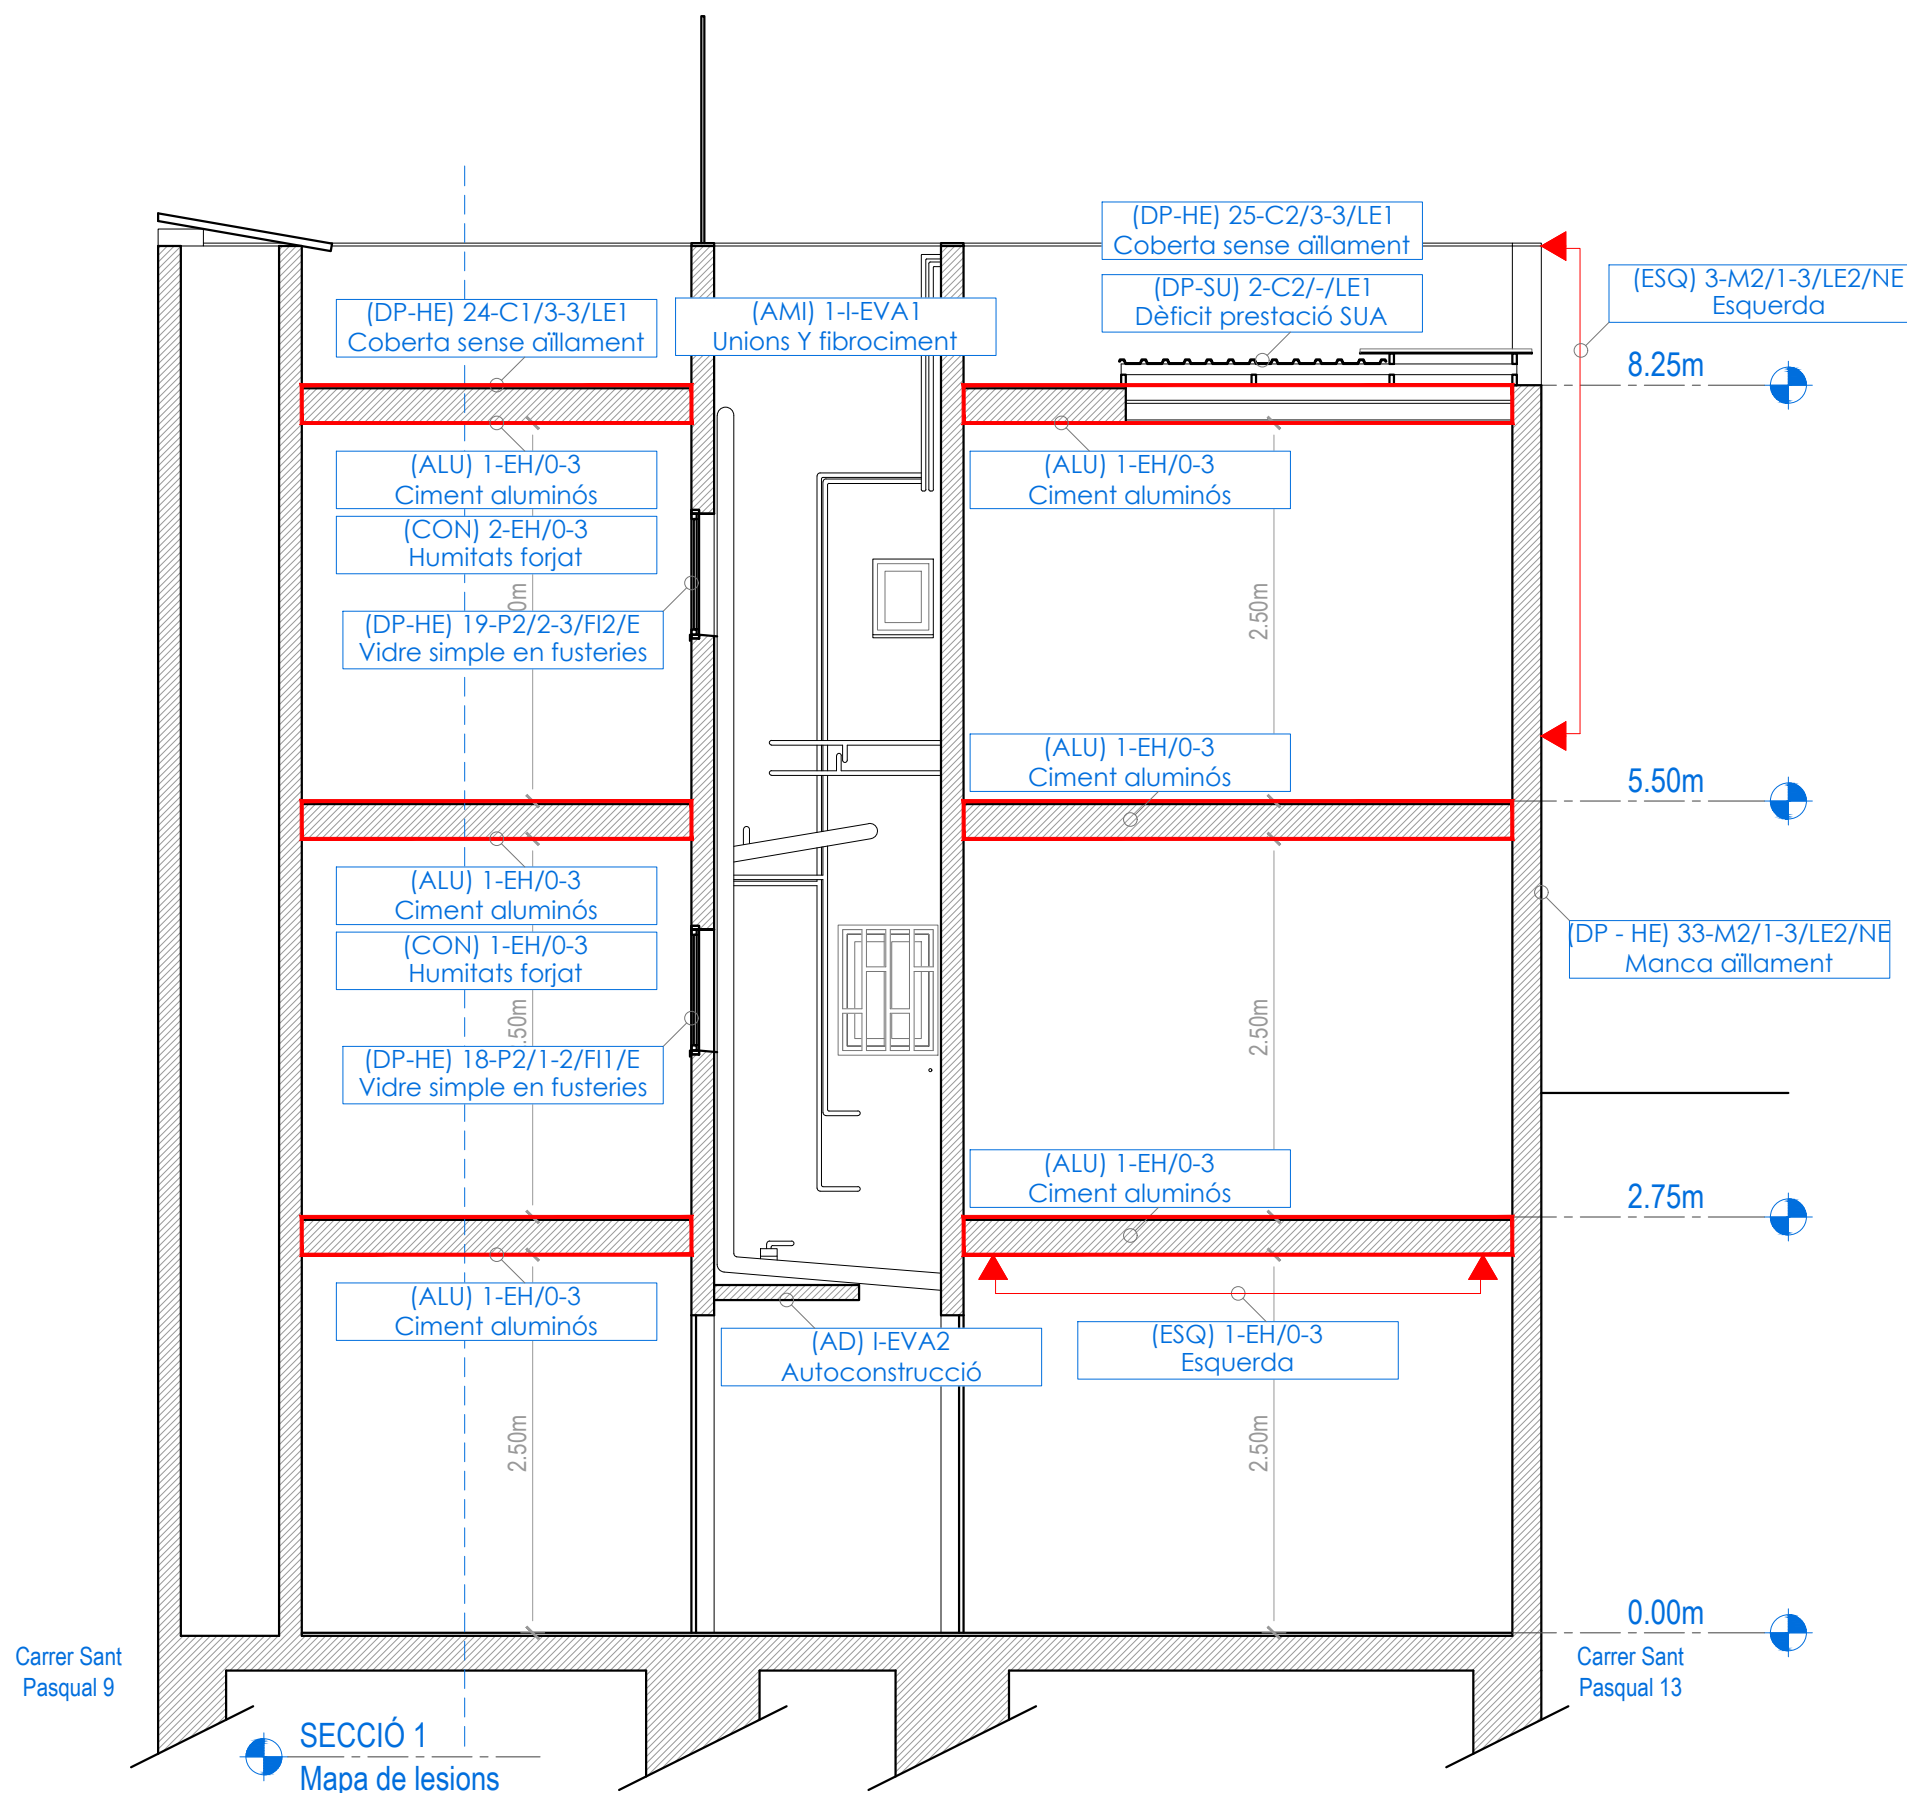 (DP-HE) 25-C2/3-3/LE1
Coberta sense aïllament
(DP-SU) 2-C2/-/LE1
Dèficit prestació SUA
(ESQ) 3-M2/1-3/LE2/NE
Esquerda
(DP-HE) 24-C1/3-3/LE1
Coberta sense aïllament
(AMI) 1-I-EVA1
Unions Y fibrociment
8.25m
(ALU) 1-EH/0-3
Ciment aluminós
(ALU) 1-EH/0-3
Ciment aluminós
(CON) 2-EH/0-3
Humitats forjat
0m
2.50m
(DP-HE) 19-P2/2-3/FI2/E
Vidre simple en fusteries
(ALU) 1-EH/0-3
Ciment aluminós
5.50m
(ALU) 1-EH/0-3
Ciment aluminós
(CON) 1-EH/0-3
Humitats forjat
(DP - HE) 33-M2/1-3/LE2/NE
Manca aïllament
.50m
2.50m
(DP-HE) 18-P2/1-2/FI1/E
Vidre simple en fusteries
(ALU) 1-EH/0-3
Ciment aluminós
2.75m
(ALU) 1-EH/0-3
Ciment aluminós
(AD) I-EVA2
Autoconstrucció
(ESQ) 1-EH/0-3
Esquerda
2.50m
2.50m
0.00m
Carrer Sant
Pasqual 9
Carrer Sant
Pasqual 13
SECCIÓ 1
Mapa de lesions